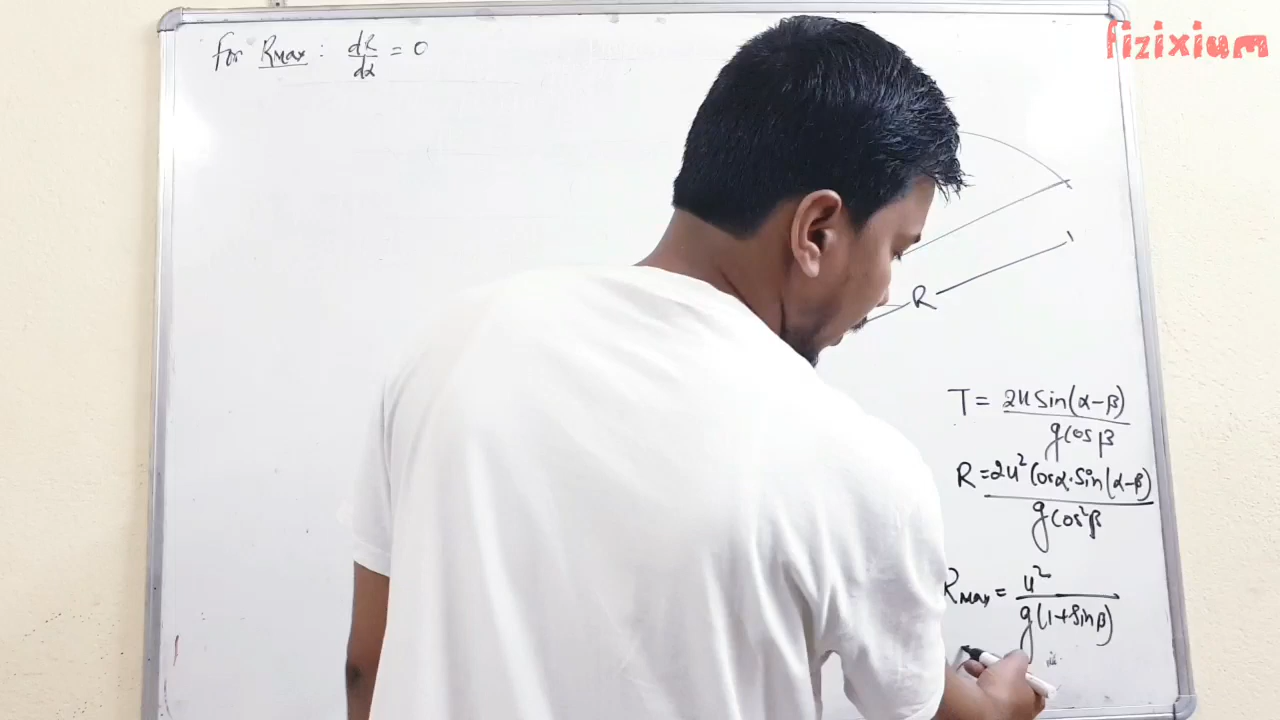 for RMax : dR/dα = 0
fizixium
R
T = 2u Sin(α-β) / g Cos β
R = 2u² Cosα·Sin(α-β) / g Cos²β
RMax = u² / g(1+Sinβ)